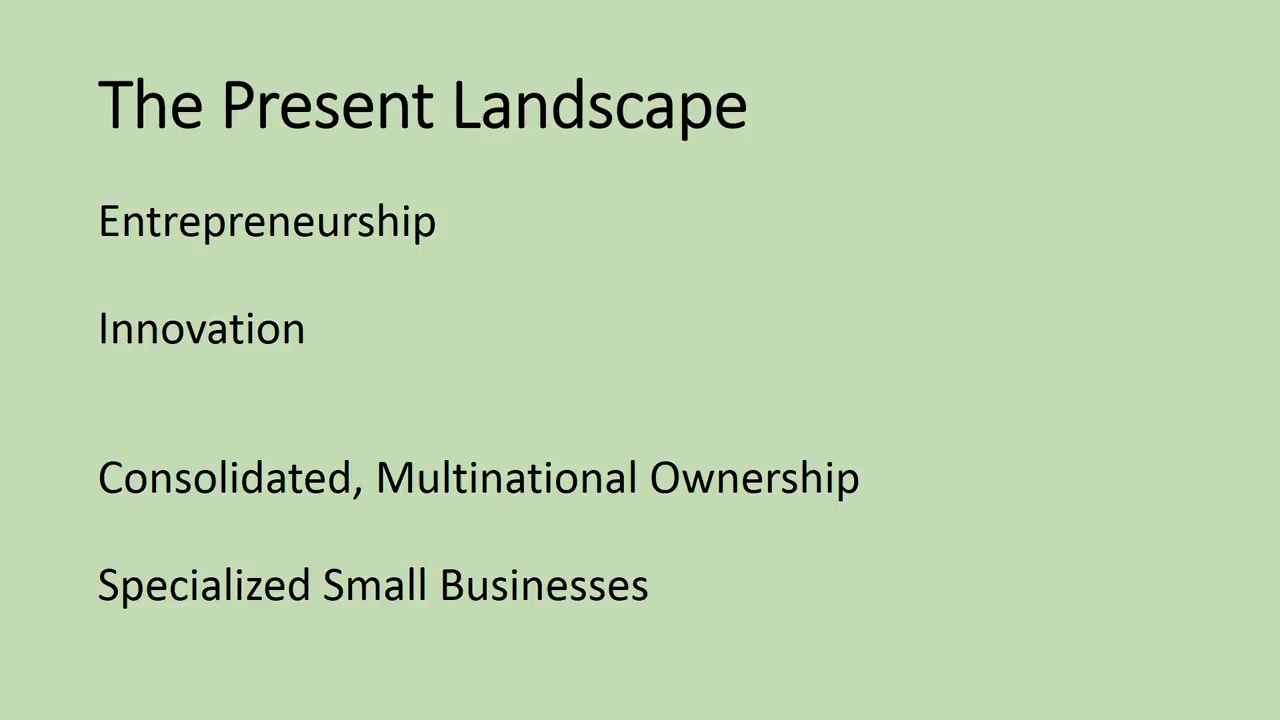 The Present Landscape
Entrepreneurship
Innovation
Consolidated, Multinational Ownership
Specialized Small Businesses